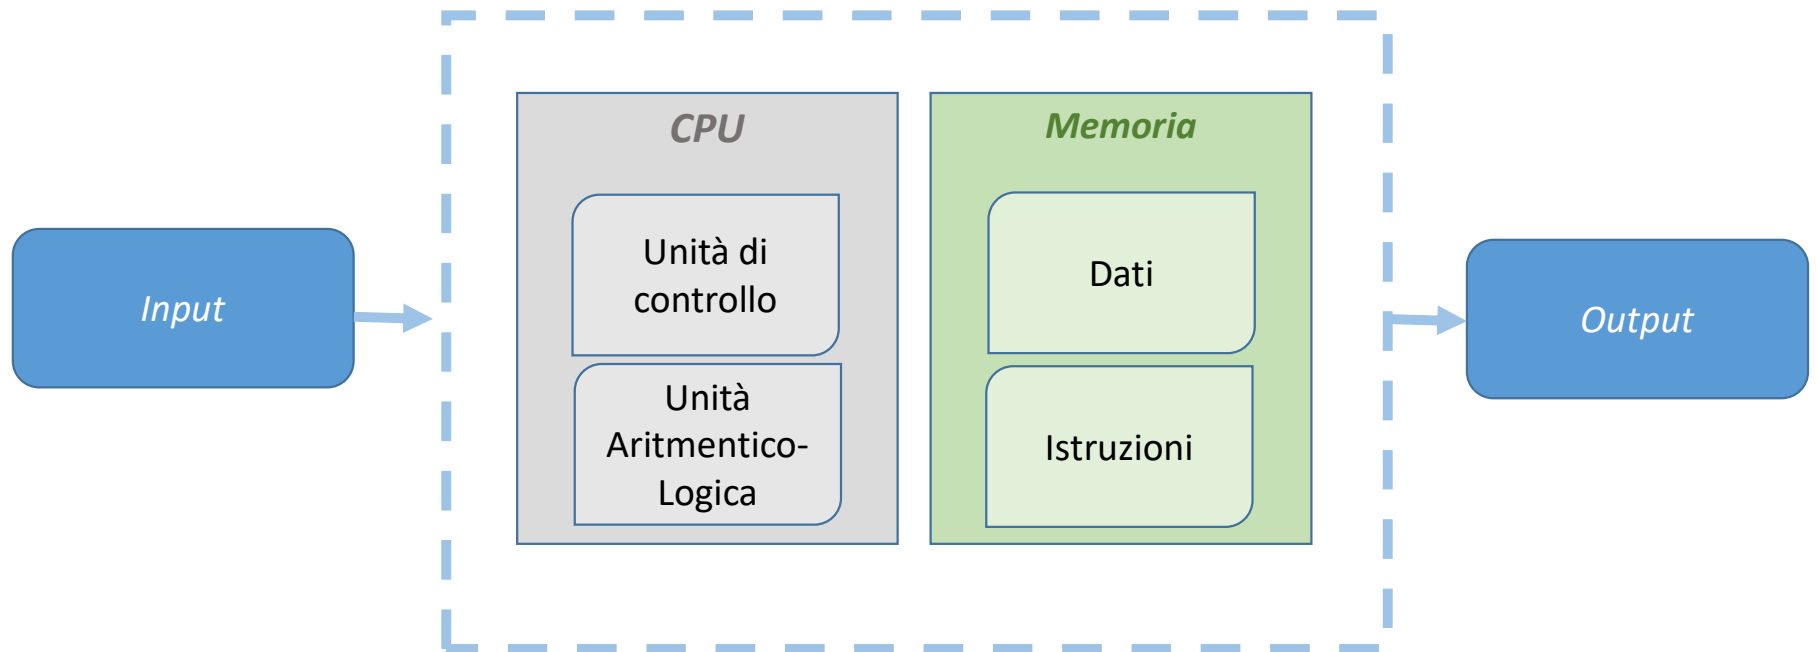 CPU
Memoria
Unità di
controllo
Dati
Input
Output
Unità
Aritmentico-
Logica
Istruzioni